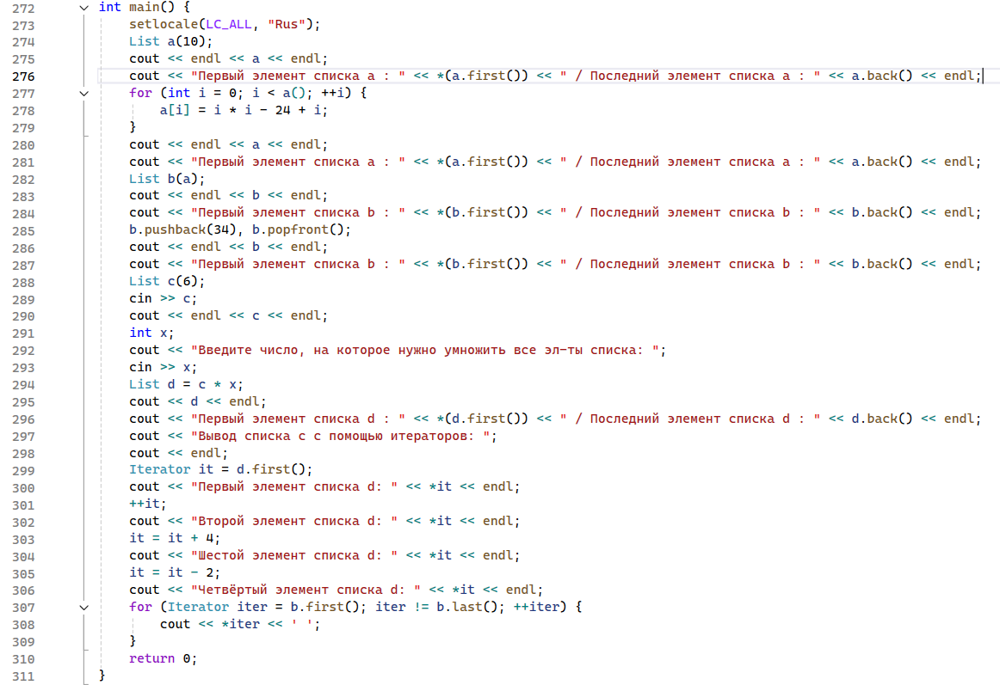 272 int main() {
273 setlocale(LC_ALL, "Rus");
274 List a(10);
275 cout << endl << a << endl;
276 cout << "Первый элемент списка a : " << *(a.first()) << " / Последний элемент списка a : " << a.back() << endl;
277 for (int i = 0; i < a(); ++i) {
278 a[i] = i * i - 24 + i;
279 }
280 cout << endl << a << endl;
281 cout << "Первый элемент списка a : " << *(a.first()) << " / Последний элемент списка a : " << a.back() << endl;
282 List b(a);
283 cout << endl << b << endl;
284 cout << "Первый элемент списка b : " << *(b.first()) << " / Последний элемент списка b : " << b.back() << endl;
285 b.pushback(34), b.popfront();
286 cout << endl << b << endl;
287 cout << "Первый элемент списка b : " << *(b.first()) << " / Последний элемент списка b : " << b.back() << endl;
288 List c(6);
289 cin >> c;
290 cout << endl << c << endl;
291 int x;
292 cout << "Введите число, на которое нужно умножить все эл-ты списка: ";
293 cin >> x;
294 List d = c * x;
295 cout << d << endl;
296 cout << "Первый элемент списка d : " << *(d.first()) << " / Последний элемент списка d : " << d.back() << endl;
297 cout << "Вывод списка c с помощью итераторов: ";
298 cout << endl;
299 Iterator it = d.first();
300 cout << "Первый элемент списка d: " << *it << endl;
301 ++it;
302 cout << "Второй элемент списка d: " << *it << endl;
303 it = it + 4;
304 cout << "Шестой элемент списка d: " << *it << endl;
305 it = it - 2;
306 cout << "Четвёртый элемент списка d: " << *it << endl;
307 for (Iterator iter = b.first(); iter != b.last(); ++iter) {
308 cout << *iter << ' ';
309 }
310 return 0;
311 }